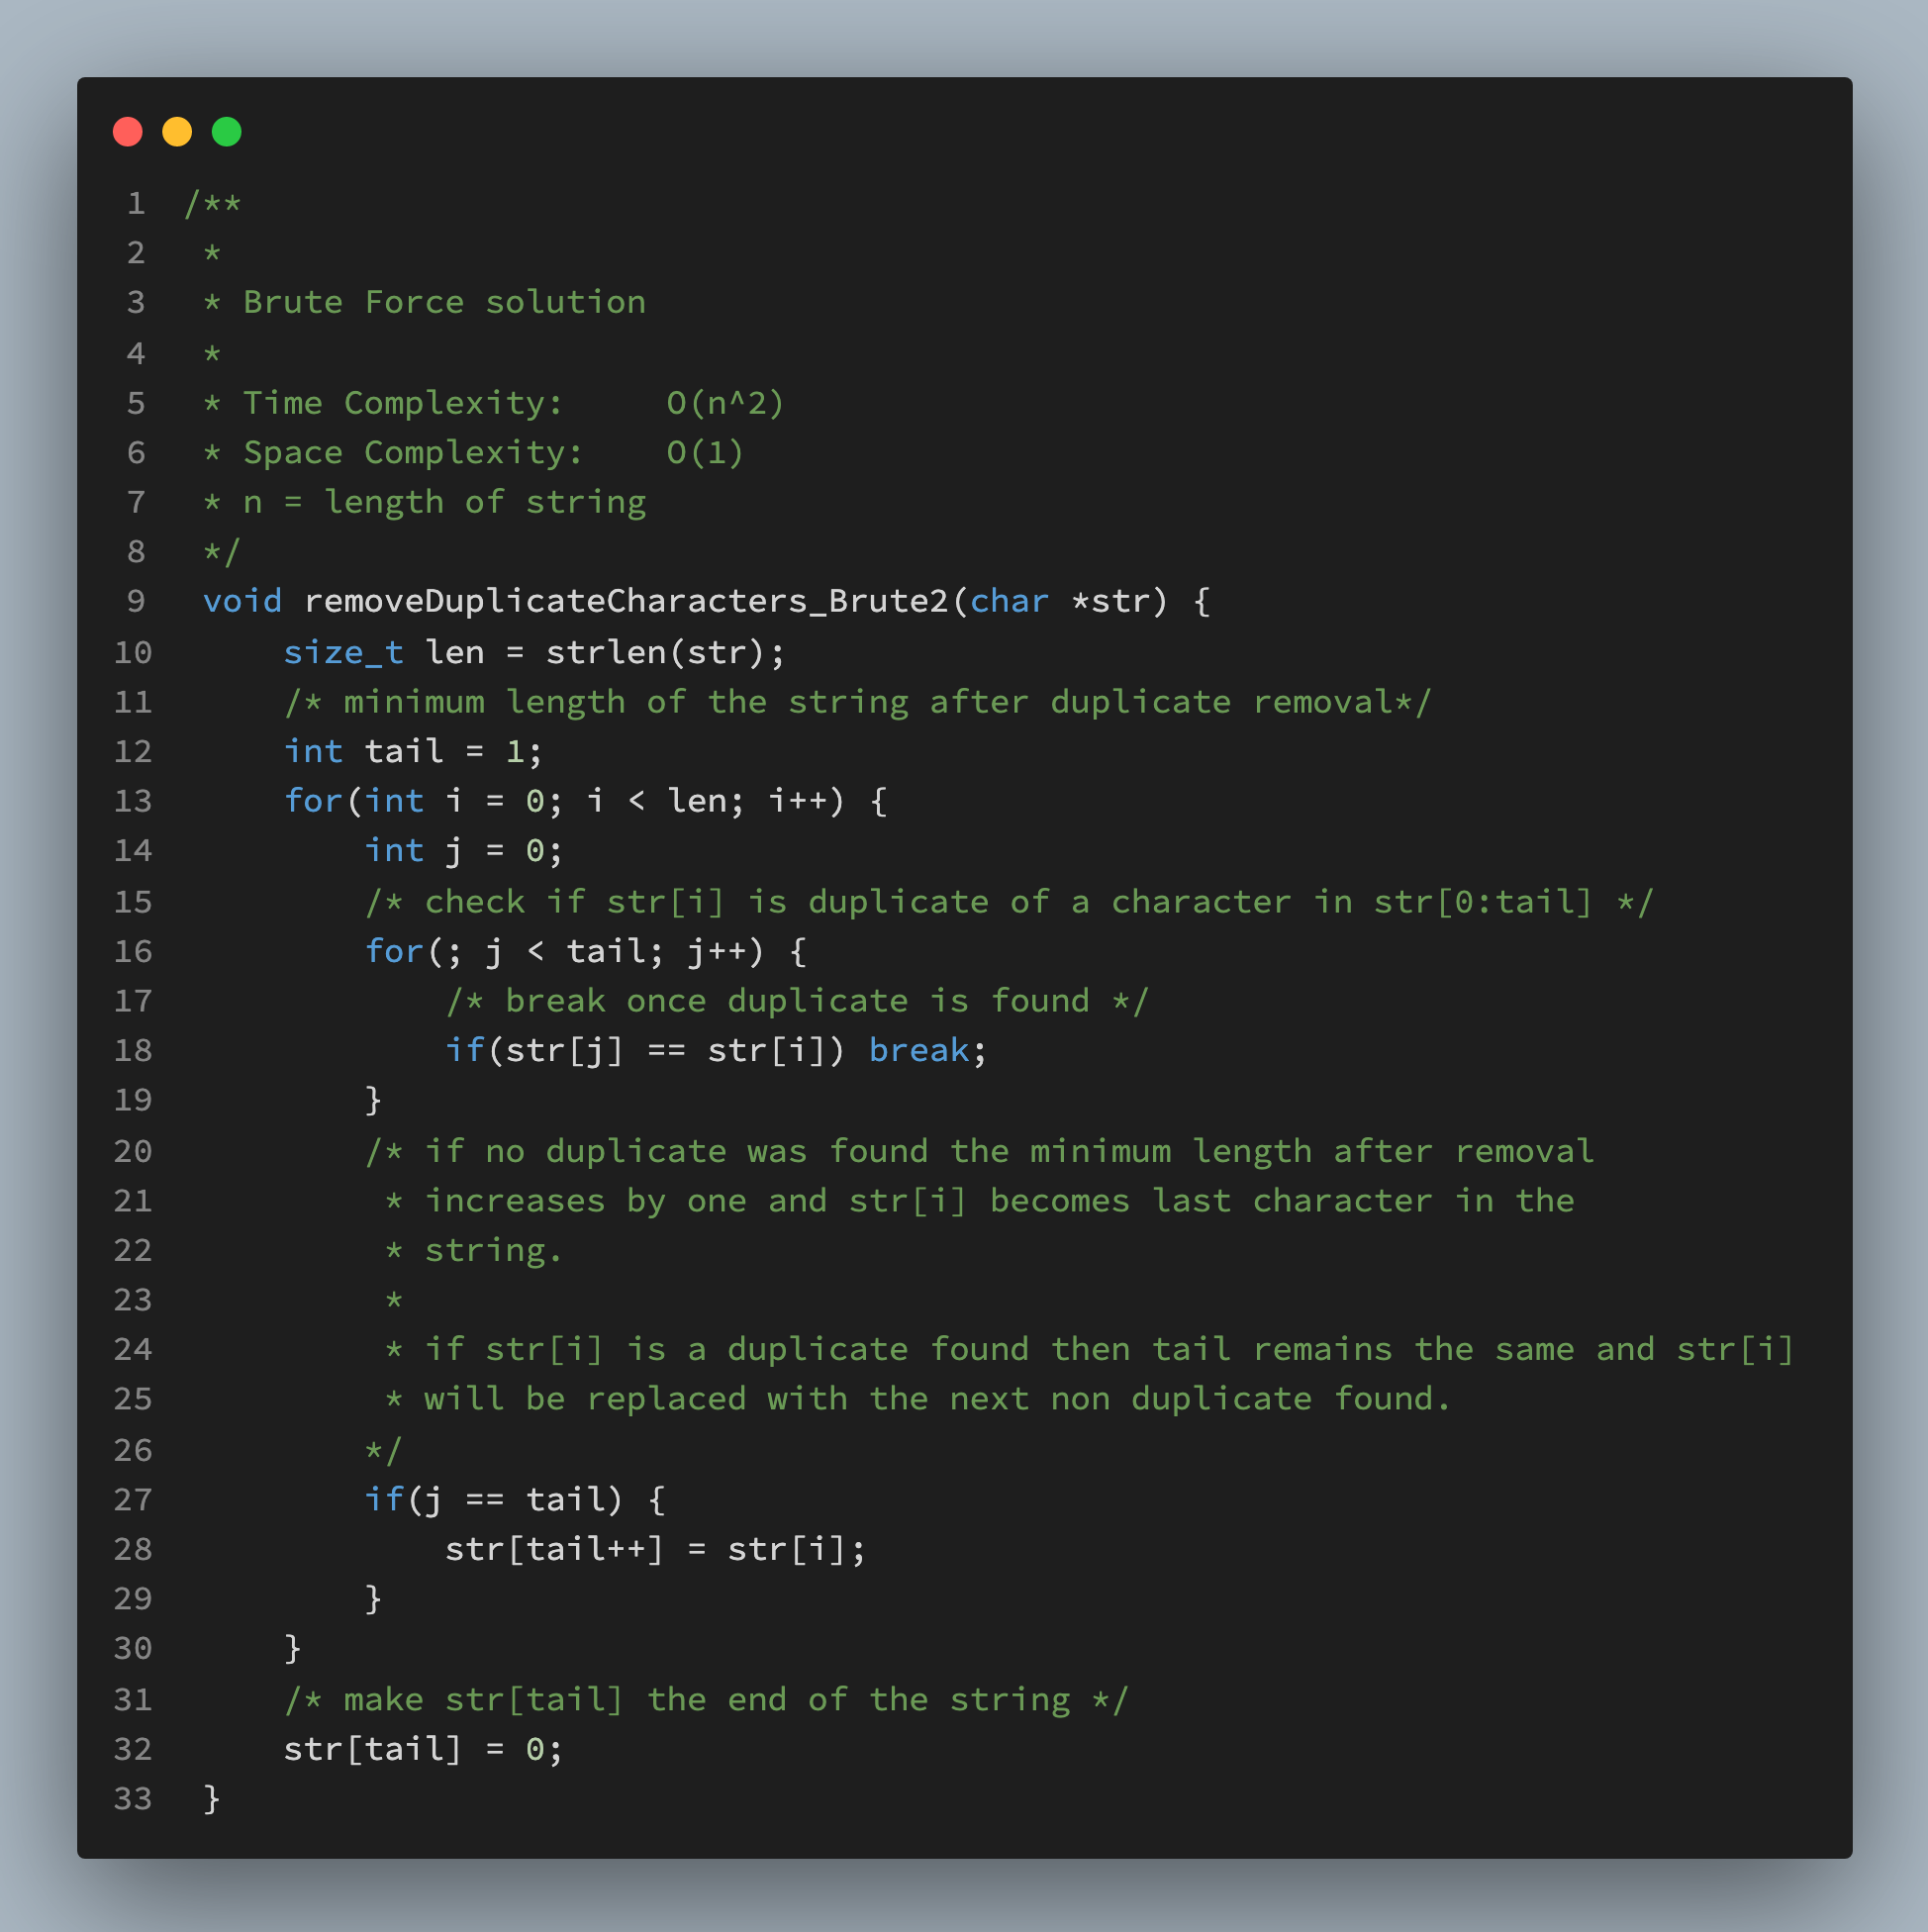 1 /**
2  *
3  * Brute Force solution
4  *
5  * Time Complexity:     O(n^2)
6  * Space Complexity:    O(1)
7  * n = length of string
8  */
9  void removeDuplicateCharacters_Brute2(char *str) {
10     size_t len = strlen(str);
11     /* minimum length of the string after duplicate removal*/
12     int tail = 1;
13     for(int i = 0; i < len; i++) {
14         int j = 0;
15         /* check if str[i] is duplicate of a character in str[0:tail] */
16         for(; j < tail; j++) {
17             /* break once duplicate is found */
18             if(str[j] == str[i]) break;
19         }
20         /* if no duplicate was found the minimum length after removal
21          * increases by one and str[i] becomes last character in the
22          * string.
23          *
24          * if str[i] is a duplicate found then tail remains the same and str[i]
25          * will be replaced with the next non duplicate found.
26         */
27         if(j == tail) {
28             str[tail++] = str[i];
29         }
30     }
31     /* make str[tail] the end of the string */
32     str[tail] = 0;
33 }